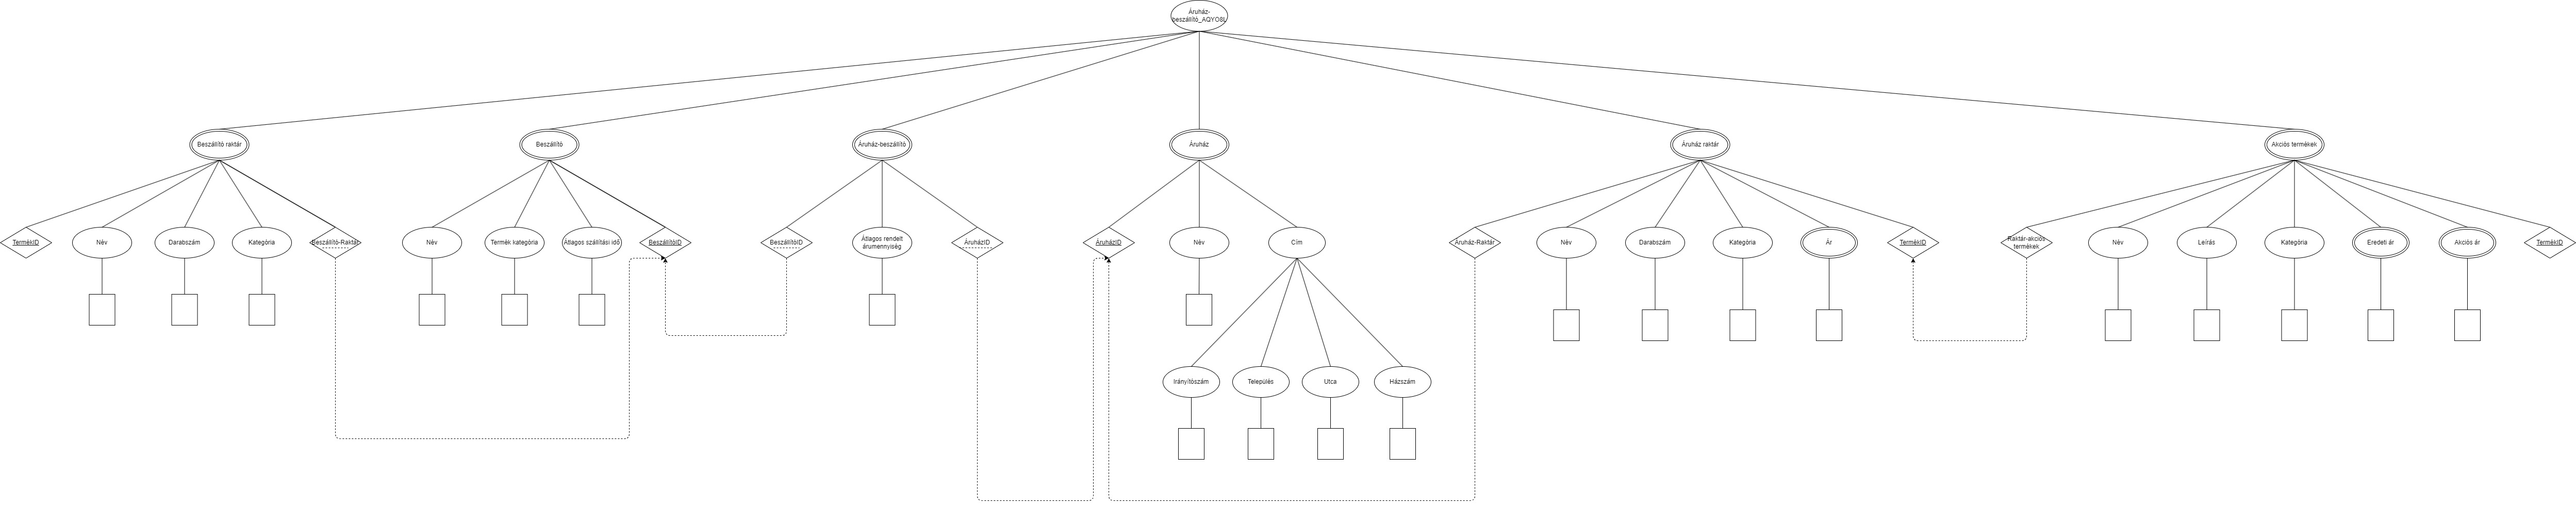 Áruház-
beszállító_AQYO8L
Beszállító raktár
Beszállító
Áruház-beszállító
Áruház
Áruház raktár
Akciós termékek
TermékID
Név
Darabszám
Kategória
Beszállító-Raktár
Név
Termék kategória
Átlagos szállítási idő
BeszállítóID
BeszállítóID
Átlagos rendelt
árumennyiség
ÁruházID
ÁruházID
Név
Cím
Áruház-Raktár
Név
Darabszám
Kategória
Ár
TermékID
Raktár-akciós
termékek
Név
Leírás
Kategória
Eredeti ár
Akciós ár
TermékID
Irányítószám
Település
Utca
Házszám